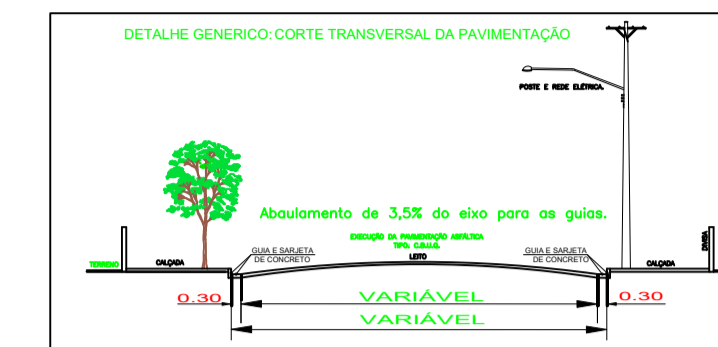 DETALHE GENERICO: CORTE TRANSVERSAL DA PAVIMENTAÇÃO
POSTE E REDE ELÉTRICA.
Abaulamento de 3,5% do eixo para as guias.
EXECUÇÃO DA PAVIMENTAÇÃO ASFÁLTICA
TIPO. C.B.U.Q.
LEITO
GUIA E SARJETA
DE CONCRETO
GUIA E SARJETA
DE CONCRETO
TERRENO
CALÇADA
CALÇADA
DIVISA
0.30
VARIÁVEL
0.30
VARIÁVEL